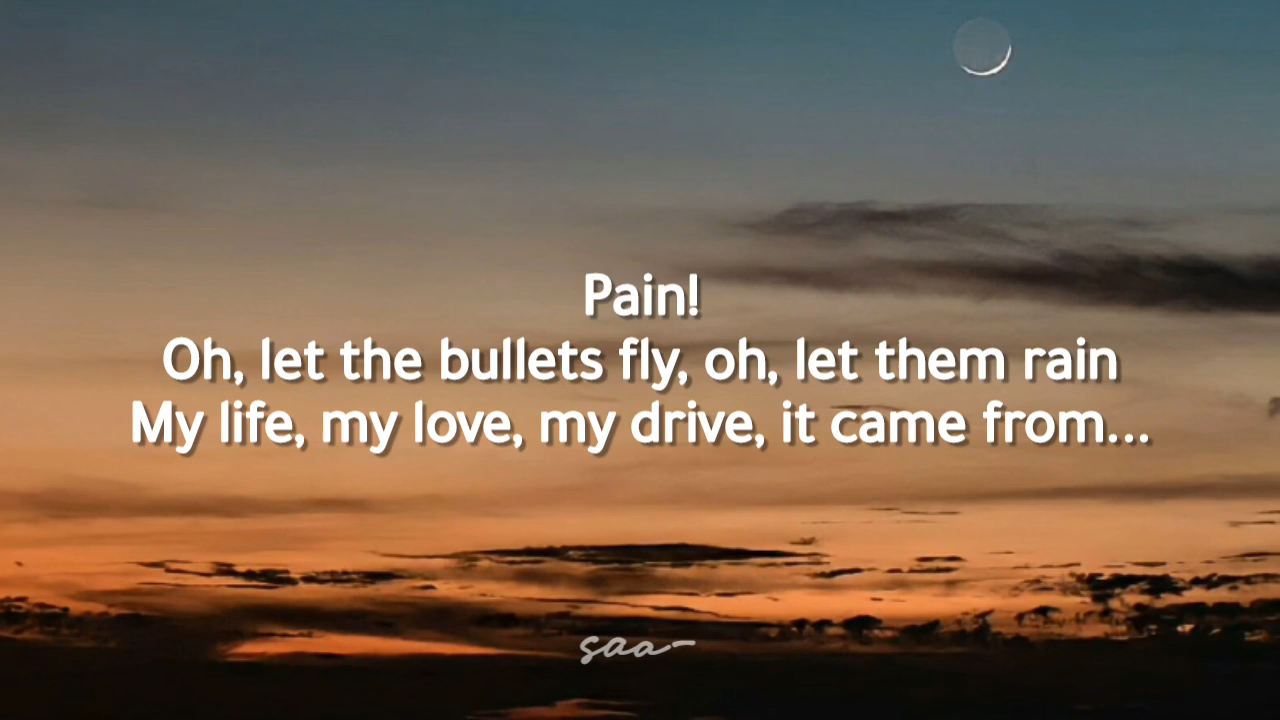 Pain!
Oh, let the bullets fly, oh, let them rain
My life, my love, my drive, it came from...
saa-